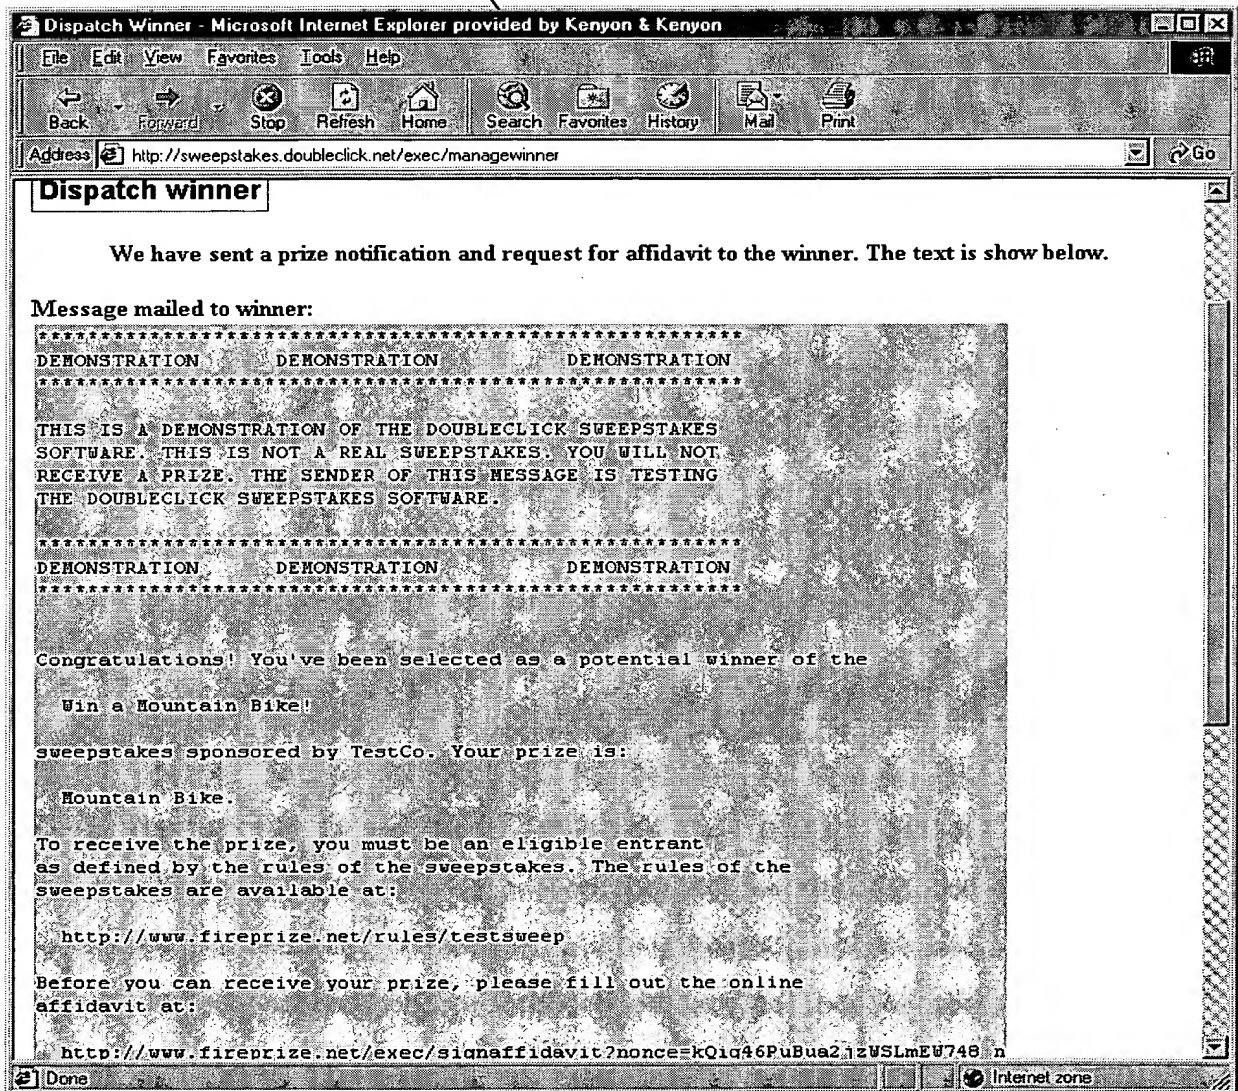 Dispatch Winner - Microsoft Internet Explorer provided by Kenyon & Kenyon
File Edit View Favorites Tools Help
Back Forward Stop Refresh Home Search Favorites History Mail Print
Address http://sweepstakes.doubleclick.net/exec/managewinner Go
Dispatch winner
We have sent a prize notification and request for affidavit to the winner. The text is show below.
Message mailed to winner:
*******************************************************
DEMONSTRATION DEMONSTRATION DEMONSTRATION
*******************************************************
THIS IS A DEMONSTRATION OF THE DOUBLECLICK SWEEPSTAKES
SOFTWARE. THIS IS NOT A REAL SWEEPSTAKES. YOU WILL NOT
RECEIVE A PRIZE. THE SENDER OF THIS MESSAGE IS TESTING
THE DOUBLECLICK SWEEPSTAKES SOFTWARE.
*******************************************************
DEMONSTRATION DEMONSTRATION DEMONSTRATION
*******************************************************
Congratulations! You've been selected as a potential winner of the
Win a Mountain Bike!
sweepstakes sponsored by TestCo. Your prize is:
Mountain Bike.
To receive the prize, you must be an eligible entrant
as defined by the rules of the sweepstakes. The rules of the
sweepstakes are available at:
http://www.fireprize.net/rules/testsweep
Before you can receive your prize, please fill out the online
affidavit at:
http://www.fireprize.net/exec/signaffidavit?nonce=kQiq46PuBua2jzWSLmEW748_n
Done Internet zone